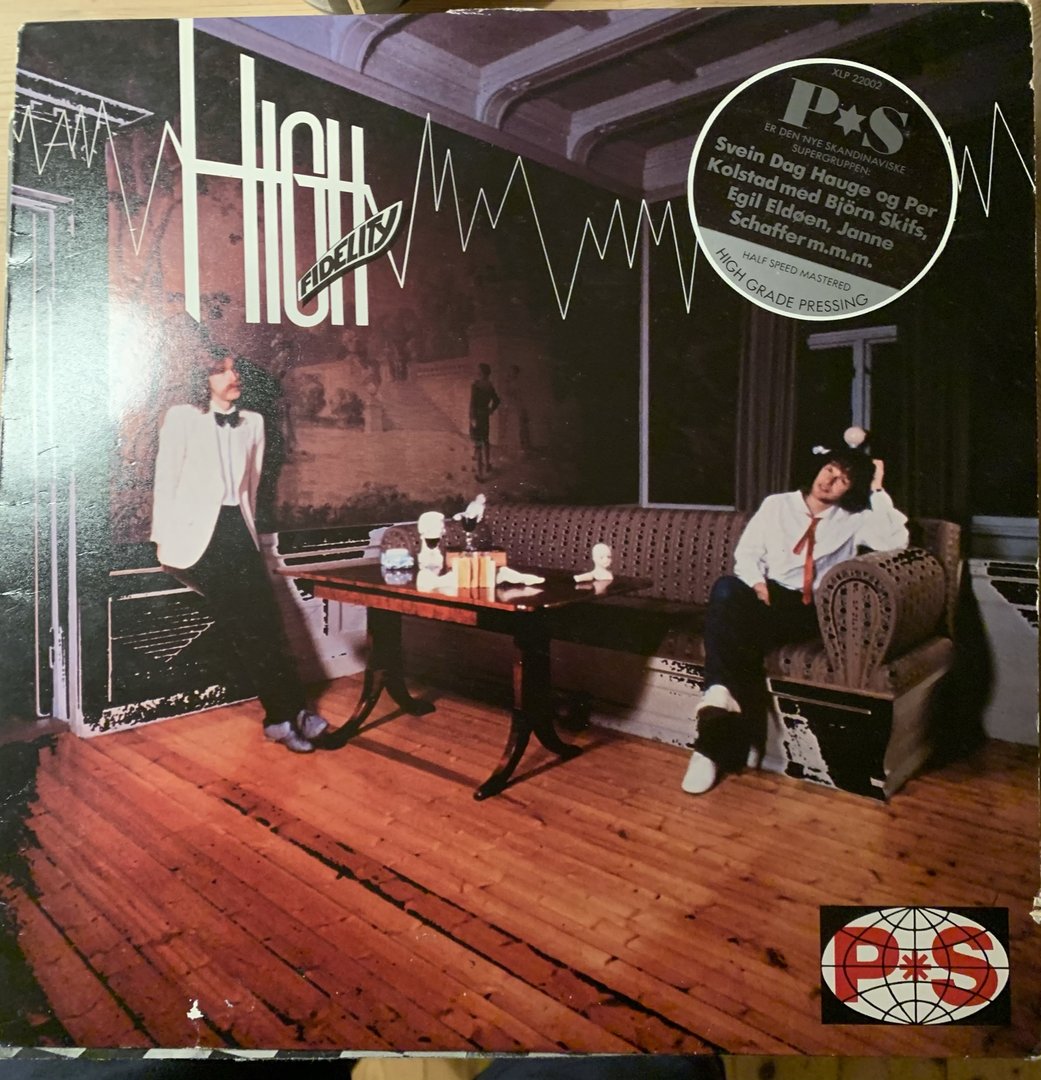 HIGH
FIDELITY
XLP 22002
P★S
ER DEN NYE SKANDINAVISKE
SUPERGRUPPEN:
Svein Dag Hauge og Per
Kolstad med Björn Skifs,
Egil Eldøen, Janne
Schaffer m.m.m.
HALF SPEED MASTERED
HIGH GRADE PRESSING
P*S